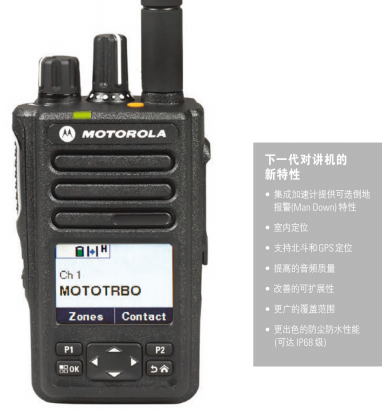 MOTOROLA
H
Ch 1
MOTOTRBO
Zones Contact
P1 P2
OK
下一代对讲机的
新特性
• 集成加速计提供可选倒地
报警(Man Down) 特性
• 室内定位
• 支持北斗和GPS定位
• 提高的音频质量
• 改善的可扩展性
• 更广的覆盖范围
• 更出色的防尘防水性能
(可达 IP68 级)